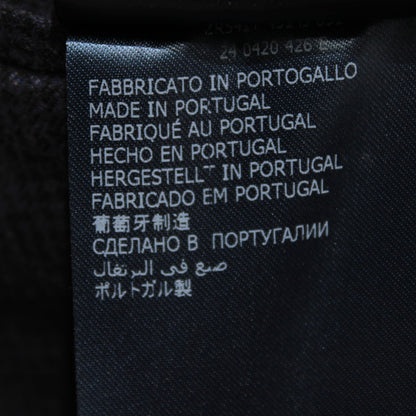 24 0420 426 B
FABBRICATO IN PORTOGALLO
MADE IN PORTUGAL
FABRIQUÉ AU PORTUGAL
HECHO EN PORTUGAL
HERGESTELLT IN PORTUGAL
FABRICADO EM PORTUGAL
葡萄牙制造
СДЕЛАНО В ПОРТУГАЛИИ
صنع في البرتغال
ポルトガル製